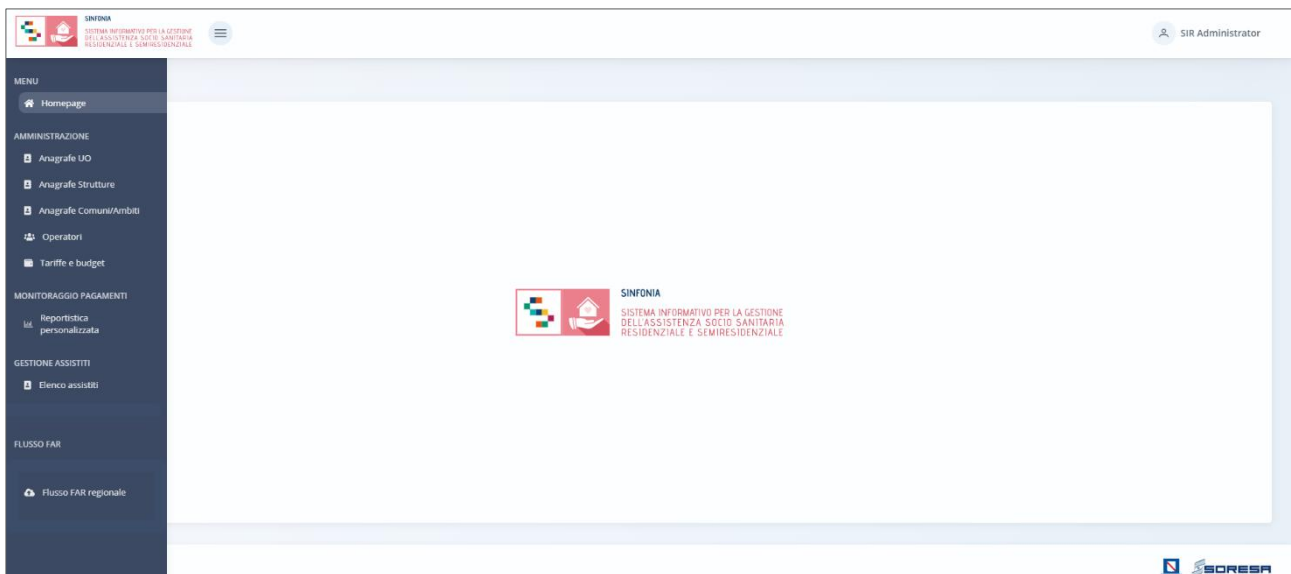 SINFONIA
SISTEMA INFORMATIVO PER LA GESTIONE
DELL'ASSISTENZA SOCIO SANITARIA
RESIDENZIALE E SEMIRESIDENZIALE
SIR Administrator
MENU
Homepage
AMMINISTRAZIONE
Anagrafe UO
Anagrafe Strutture
Anagrafe Comuni/Ambiti
Operatori
Tariffe e budget
MONITORAGGIO PAGAMENTI
Reportistica
personalizzata
GESTIONE ASSISTITI
Elenco assistiti
FLUSSO FAR
Flusso FAR regionale
SINFONIA
SISTEMA INFORMATIVO PER LA GESTIONE
DELL'ASSISTENZA SOCIO SANITARIA
RESIDENZIALE E SEMIRESIDENZIALE
SORESA